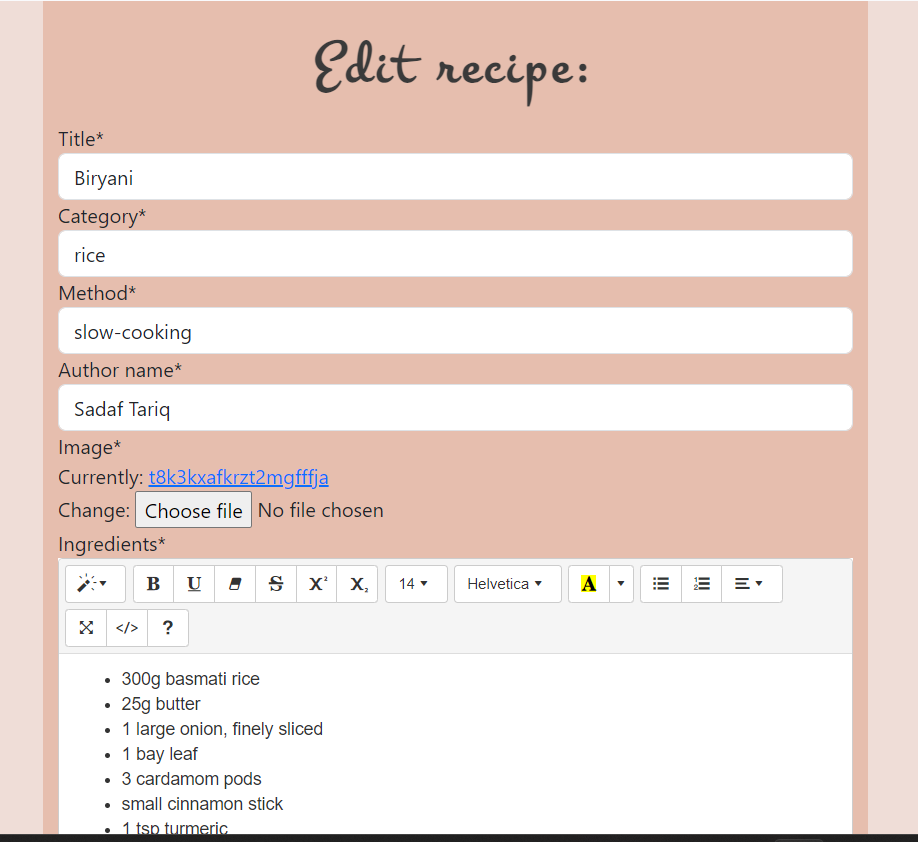 Edit recipe:
Title*
Biryani
Category*
rice
Method*
slow-cooking
Author name*
Sadaf Tariq
Image*
Currently: t8k3kxafkrzt2mgfffja
Change: Choose file No file chosen
Ingredients*
B U S X² X₂ 14 Helvetica A
</> ?
300g basmati rice
25g butter
1 large onion, finely sliced
1 bay leaf
3 cardamom pods
small cinnamon stick
1 tsp turmeric